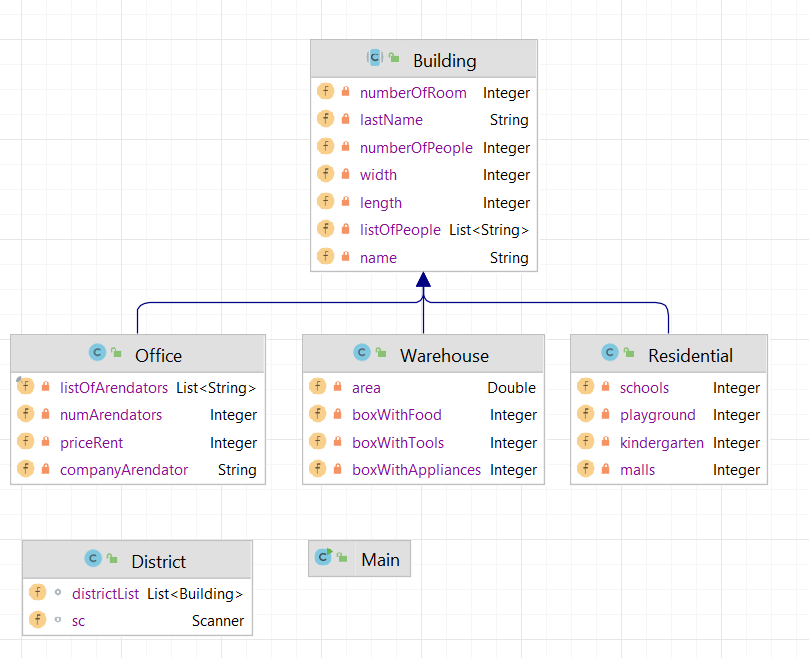 Building
numberOfRoom Integer
lastName String
numberOfPeople Integer
width Integer
length Integer
listOfPeople List<String>
name String
Office
listOfArendators List<String>
numArendators Integer
priceRent Integer
companyArendator String
Warehouse
area Double
boxWithFood Integer
boxWithTools Integer
boxWithAppliances Integer
Residential
schools Integer
playground Integer
kindergarten Integer
malls Integer
District
districtList List<Building>
sc Scanner
Main